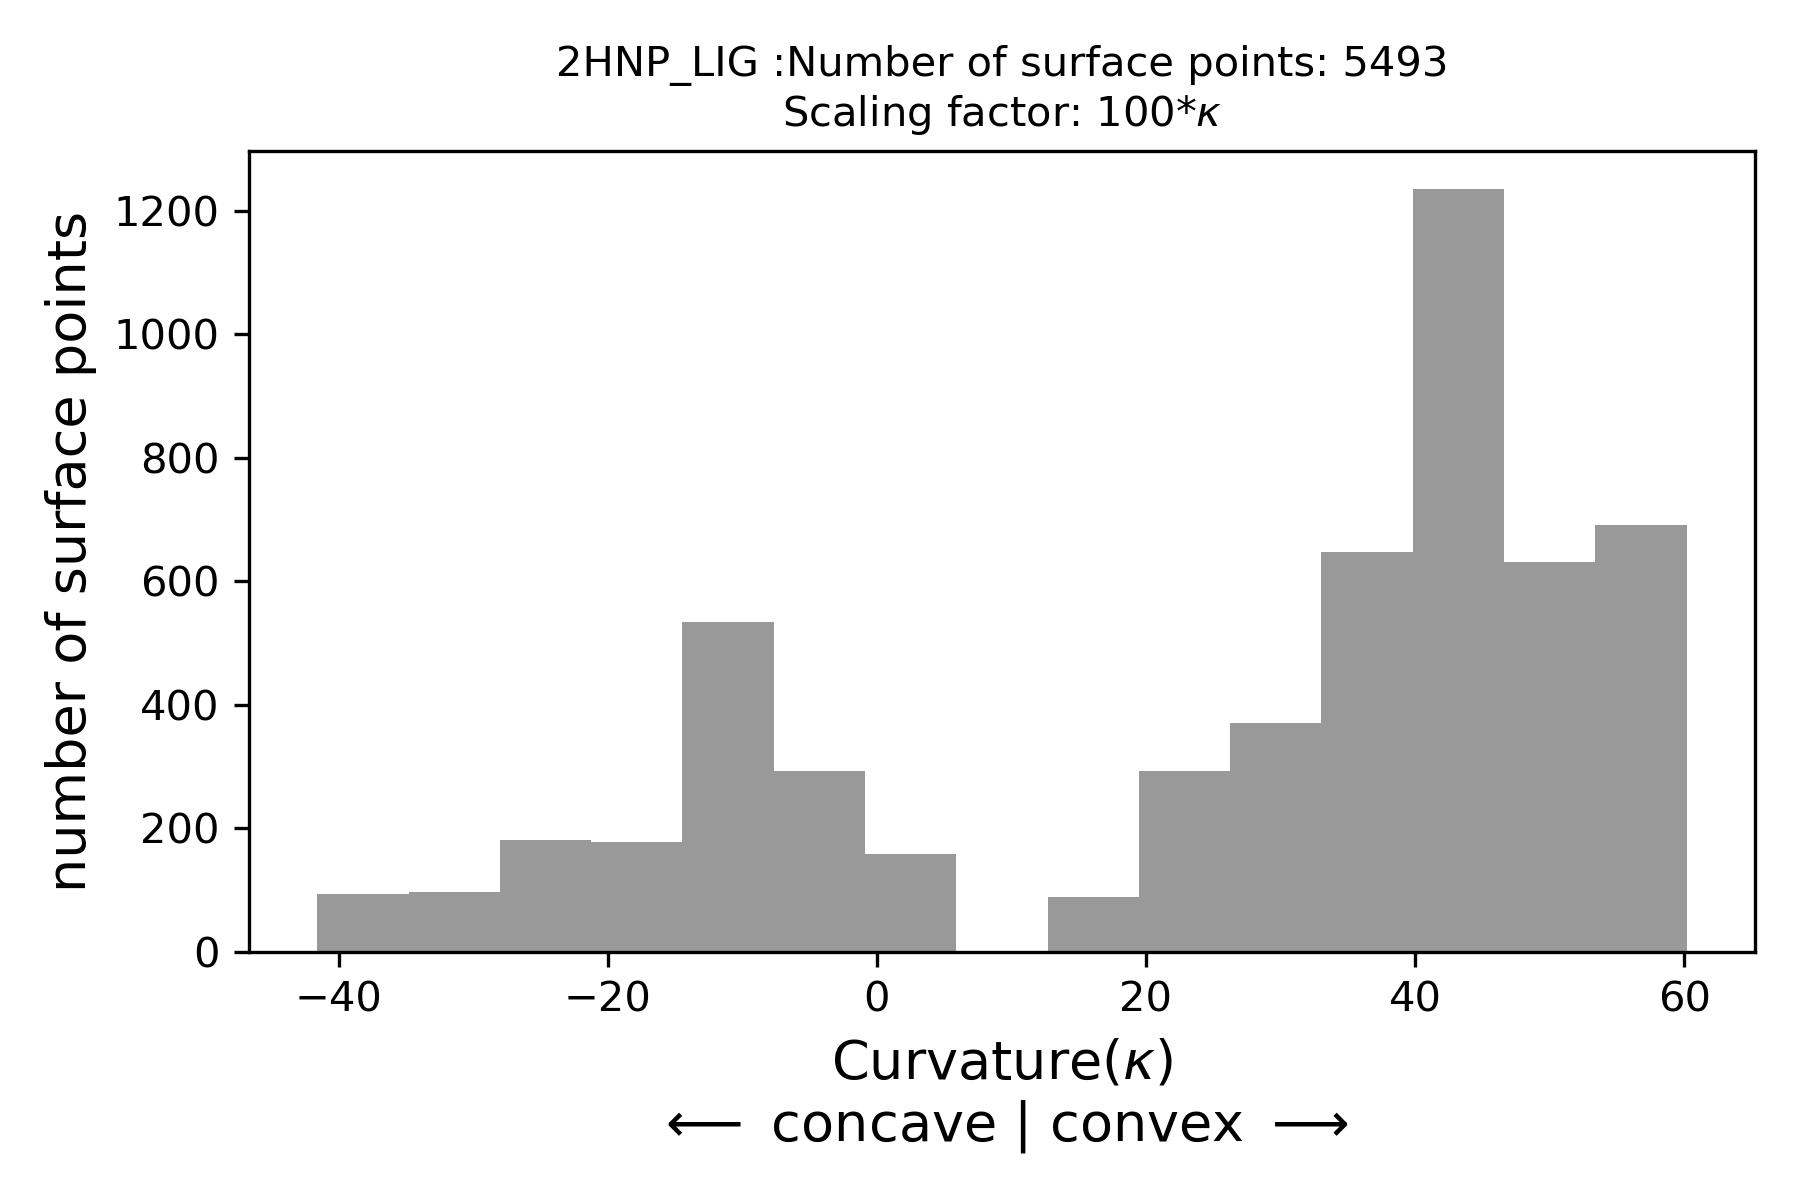 2HNP_LIG :Number of surface points: 5493
Scaling factor: 100*κ
number of surface points
1200
1000
800
600
400
200
0
−40 −20 0 20 40 60
Curvature(κ)
⟵ concave | convex ⟶